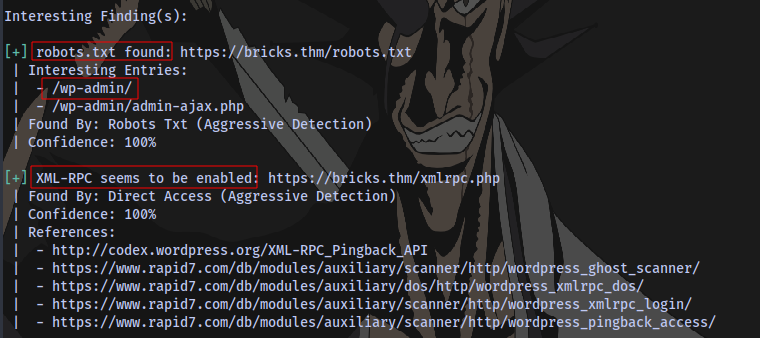 Interesting Finding(s):
[+] robots.txt found: https://bricks.thm/robots.txt
| Interesting Entries:
| - /wp-admin/
| - /wp-admin/admin-ajax.php
| Found By: Robots Txt (Aggressive Detection)
| Confidence: 100%
[+] XML-RPC seems to be enabled: https://bricks.thm/xmlrpc.php
| Found By: Direct Access (Aggressive Detection)
| Confidence: 100%
| References:
| - http://codex.wordpress.org/XML-RPC_Pingback_API
| - https://www.rapid7.com/db/modules/auxiliary/scanner/http/wordpress_ghost_scanner/
| - https://www.rapid7.com/db/modules/auxiliary/dos/http/wordpress_xmlrpc_dos/
| - https://www.rapid7.com/db/modules/auxiliary/scanner/http/wordpress_xmlrpc_login/
| - https://www.rapid7.com/db/modules/auxiliary/scanner/http/wordpress_pingback_access/